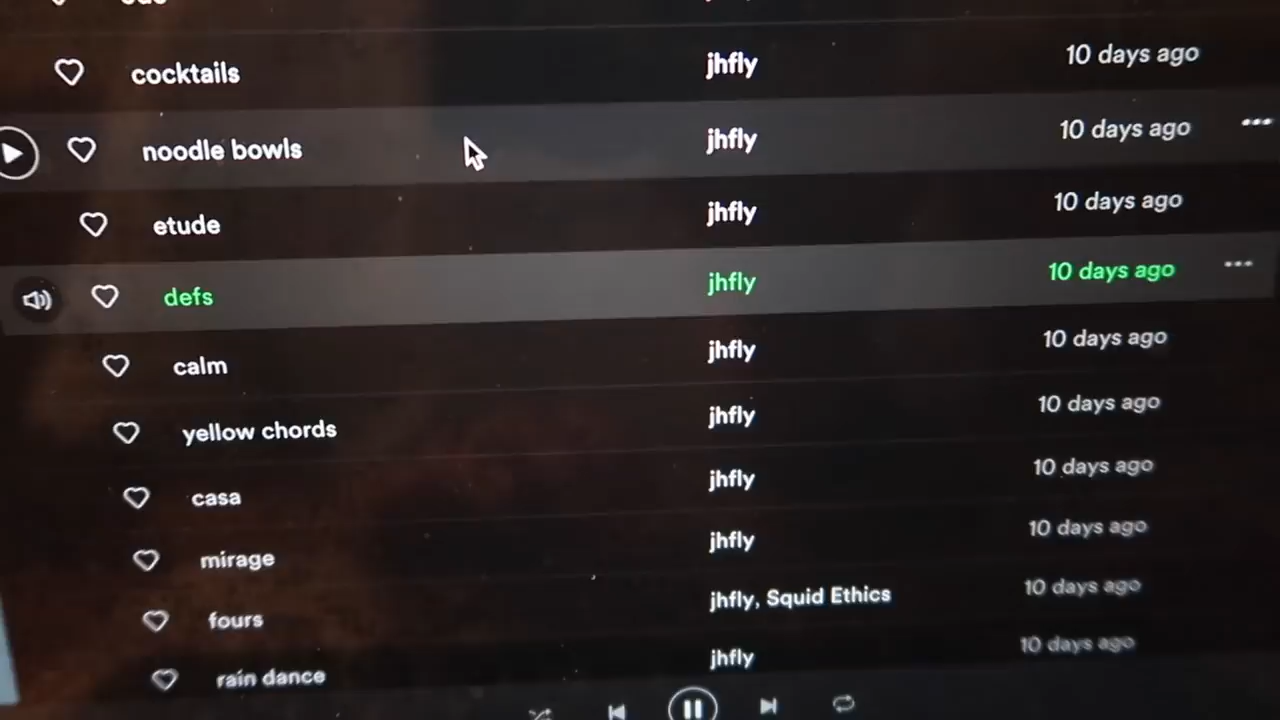 cocktails jhfly 10 days ago
noodle bowls jhfly 10 days ago
etude jhfly 10 days ago
defs jhfly 10 days ago
calm jhfly 10 days ago
yellow chords jhfly 10 days ago
casa jhfly 10 days ago
mirage jhfly 10 days ago
fours jhfly, Squid Ethics 10 days ago
rain dance jhfly 10 days ago